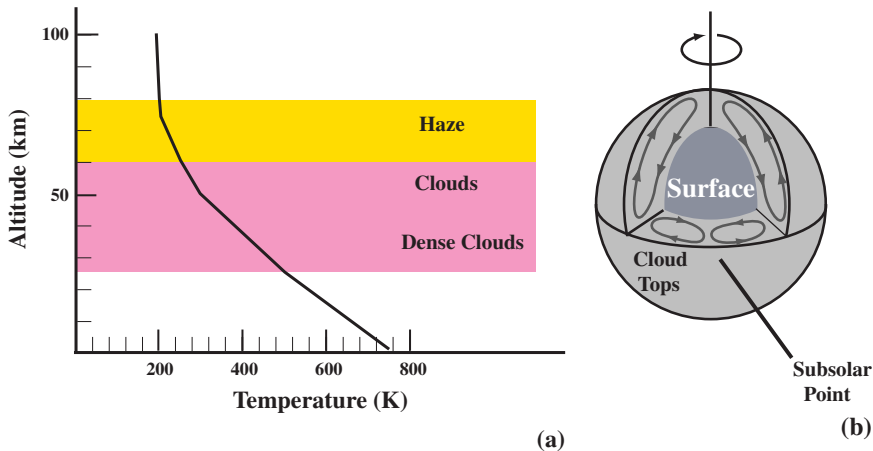 100
50
Altitude (km)
Haze
Clouds
Dense Clouds
200 400 600 800
Temperature (K)
(a)
Surface
Cloud
Tops
Subsolar
Point
(b)